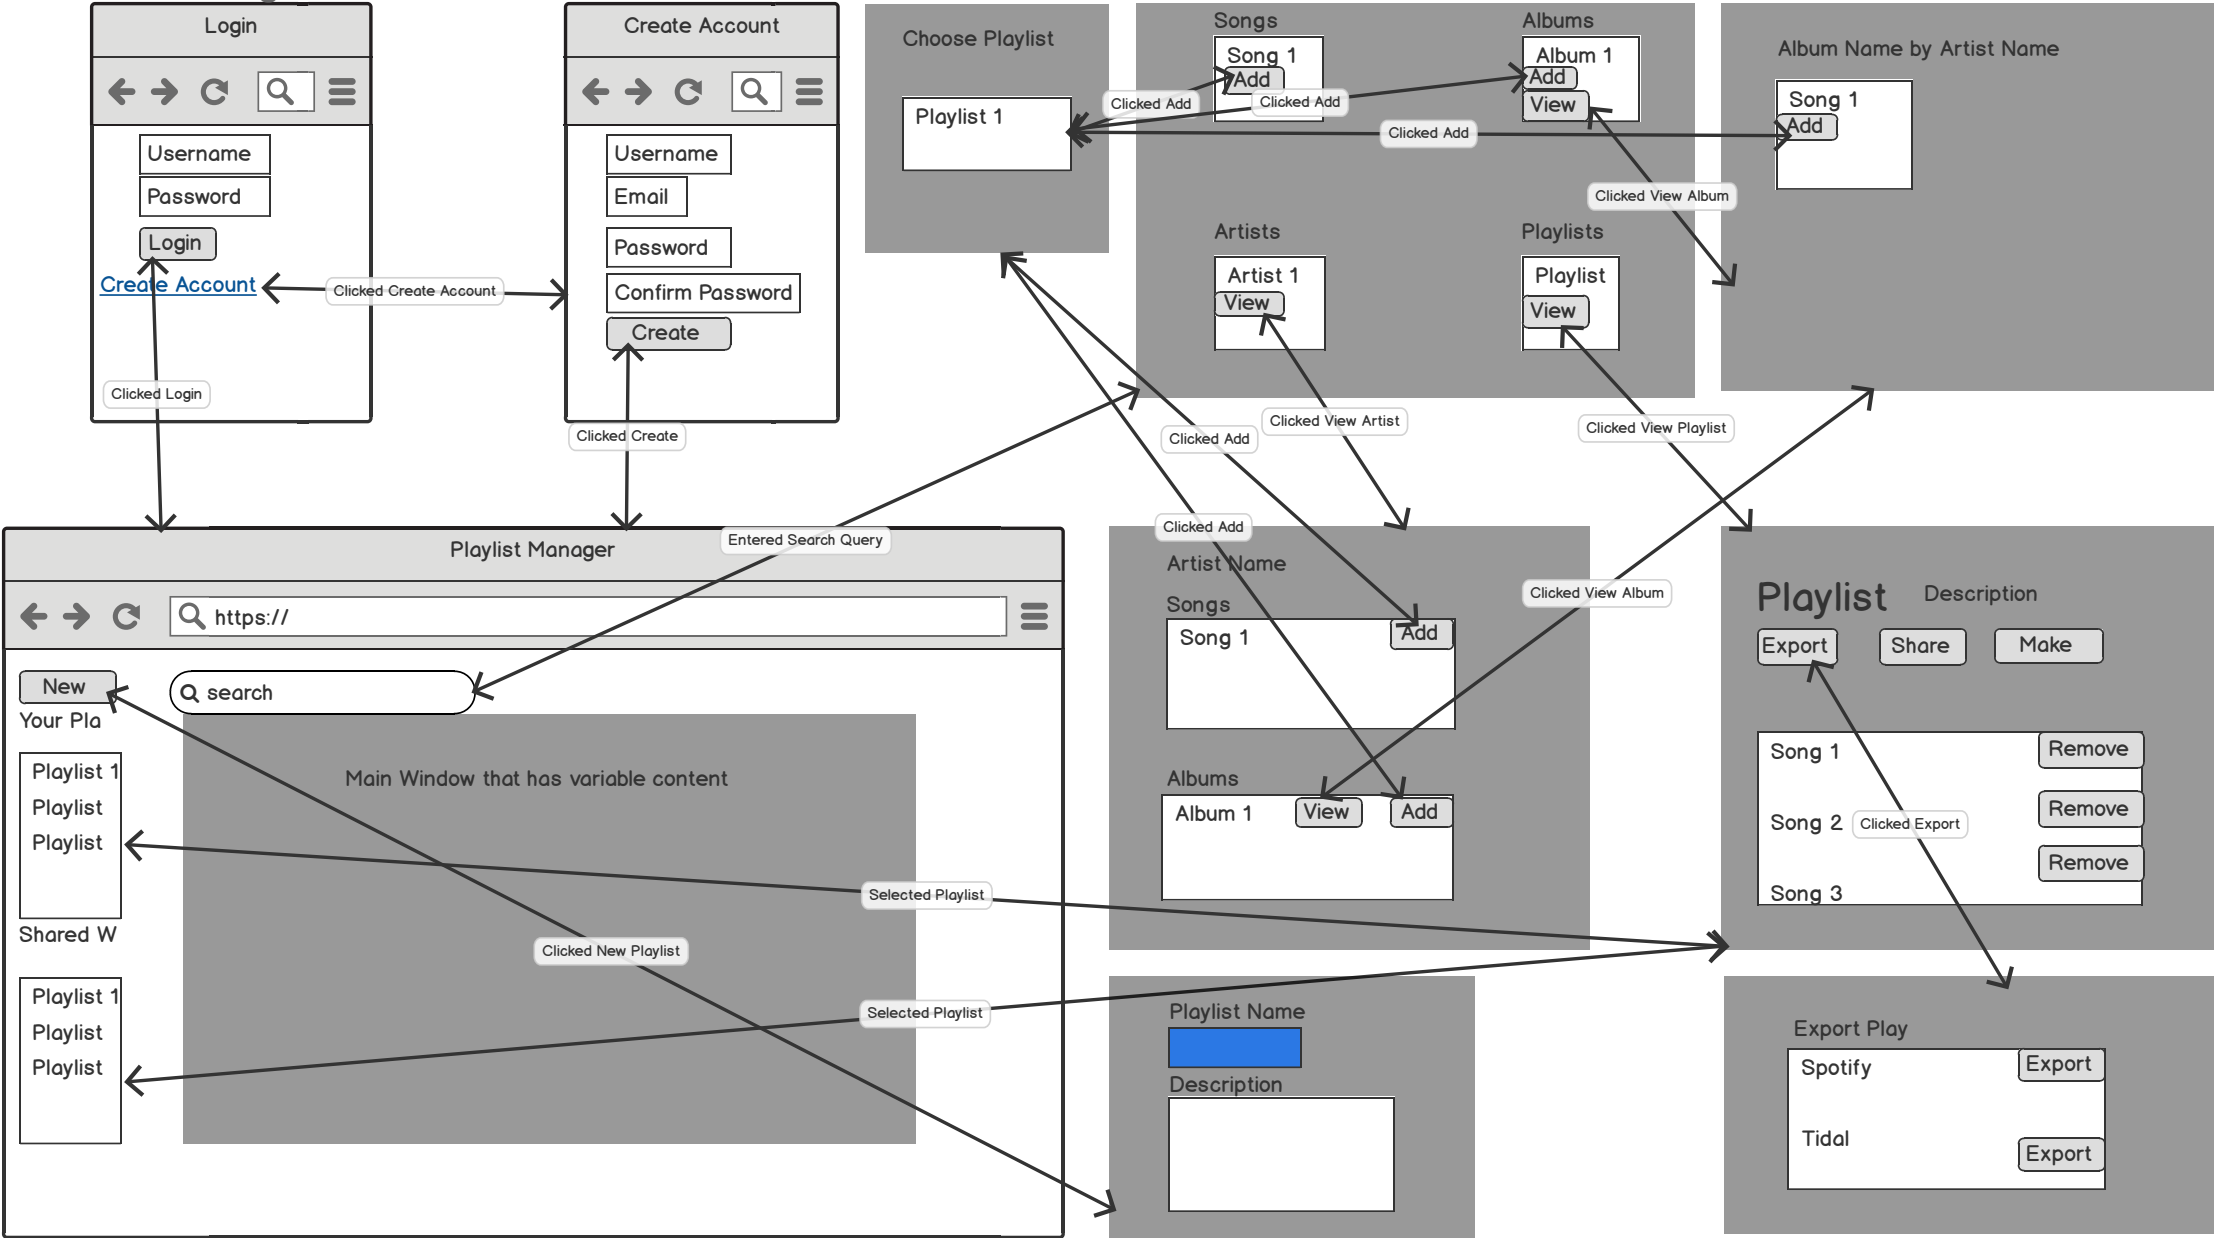 Login
Username
Password
Login
Create Account
Clicked Create Account
Clicked Login
Create Account
Username
Email
Password
Confirm Password
Create
Clicked Create
Choose Playlist
Playlist 1
Clicked Add
Clicked Add
Clicked Add
Songs
Song 1
Add
Albums
Album 1
Add
View
Artists
Artist 1
View
Playlists
Playlist
View
Clicked View Album
Album Name by Artist Name
Song 1
Add
Clicked Add
Clicked View Artist
Clicked View Playlist
Clicked Add
Entered Search Query
Clicked View Album
Playlist Manager
https://
New
search
Your Pla
Playlist 1
Playlist
Playlist
Shared W
Playlist 1
Playlist
Playlist
Main Window that has variable content
Selected Playlist
Clicked New Playlist
Selected Playlist
Artist Name
Songs
Song 1
Add
Albums
Album 1
View
Add
Playlist
Description
Export
Share
Make
Song 1
Remove
Song 2
Remove
Song 3
Remove
Clicked Export
Playlist Name
Description
Export Play
Spotify
Export
Tidal
Export